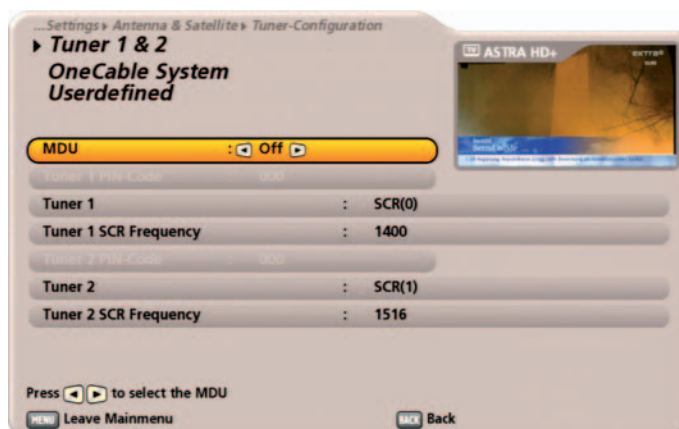 ...Settings▸ Antenna & Satellite▸ Tuner-Configuration
▸ Tuner 1 & 2
OneCable System
Userdefined
TV ASTRA HD+
MDU : ◂ Off ▸
Tuner 1 PIN-Code : 000
Tuner 1 : SCR(0)
Tuner 1 SCR Frequency : 1400
Tuner 2 PIN-Code : 000
Tuner 2 : SCR(1)
Tuner 2 SCR Frequency : 1516
Press ◂ ▸ to select the MDU
MENU Leave Mainmenu
BACK Back